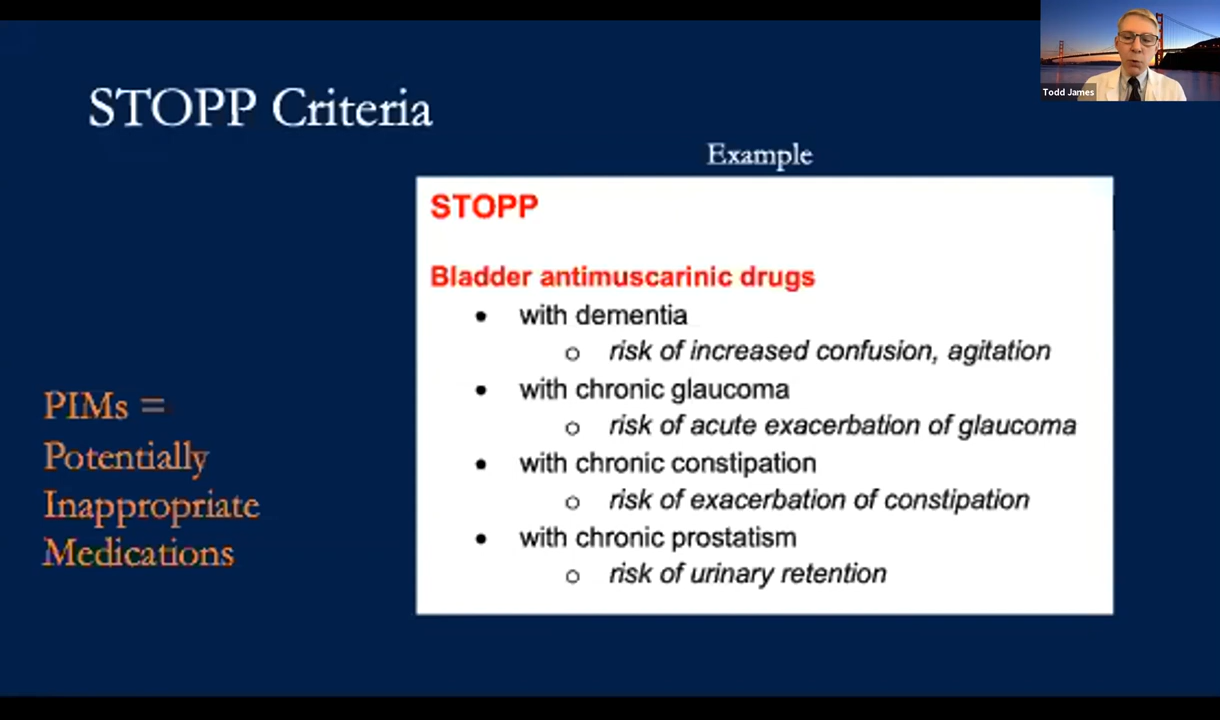 STOPP Criteria
Example
STOPP
Bladder antimuscarinic drugs
• with dementia
o risk of increased confusion, agitation
• with chronic glaucoma
o risk of acute exacerbation of glaucoma
• with chronic constipation
o risk of exacerbation of constipation
• with chronic prostatism
o risk of urinary retention
PIMs =
Potentially
Inappropriate
Medications
Todd James